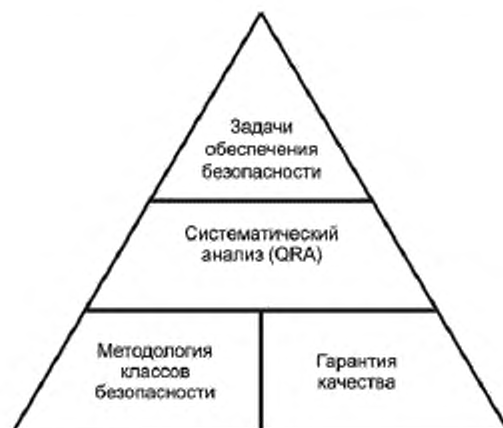 Задачи
обеспечения
безопасности
Систематический
анализ (QRA)
Методология
классов
безопасности
Гарантия
качества